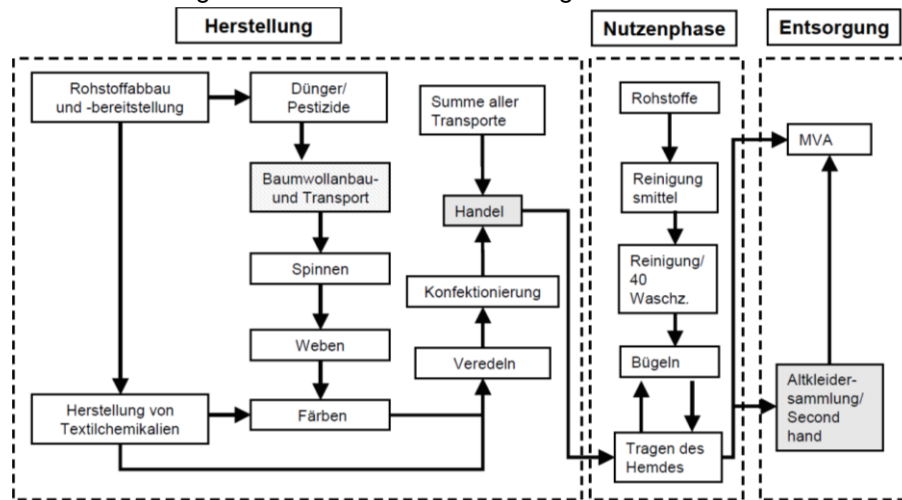 Herstellung
Nutzenphase
Entsorgung
Rohstoffabbau
und -bereitstellung
Dünger/
Pestizide
Baumwollanbau-
und Transport
Spinnen
Weben
Färben
Herstellung von
Textilchemikalien
Summe aller
Transporte
Handel
Konfektionierung
Veredeln
Rohstoffe
Reinigung
smittel
Reinigung/
40
Waschz.
Bügeln
Tragen des
Hemdes
MVA
Altkleider-
sammlung/
Second
hand